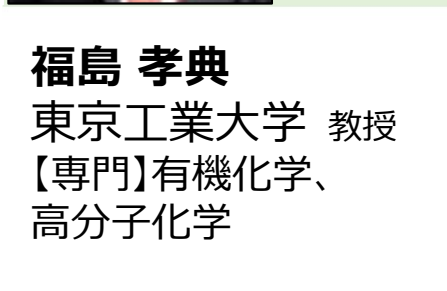 福島 孝典
東京工業大学 教授
【専門】有機化学、
高分子化学